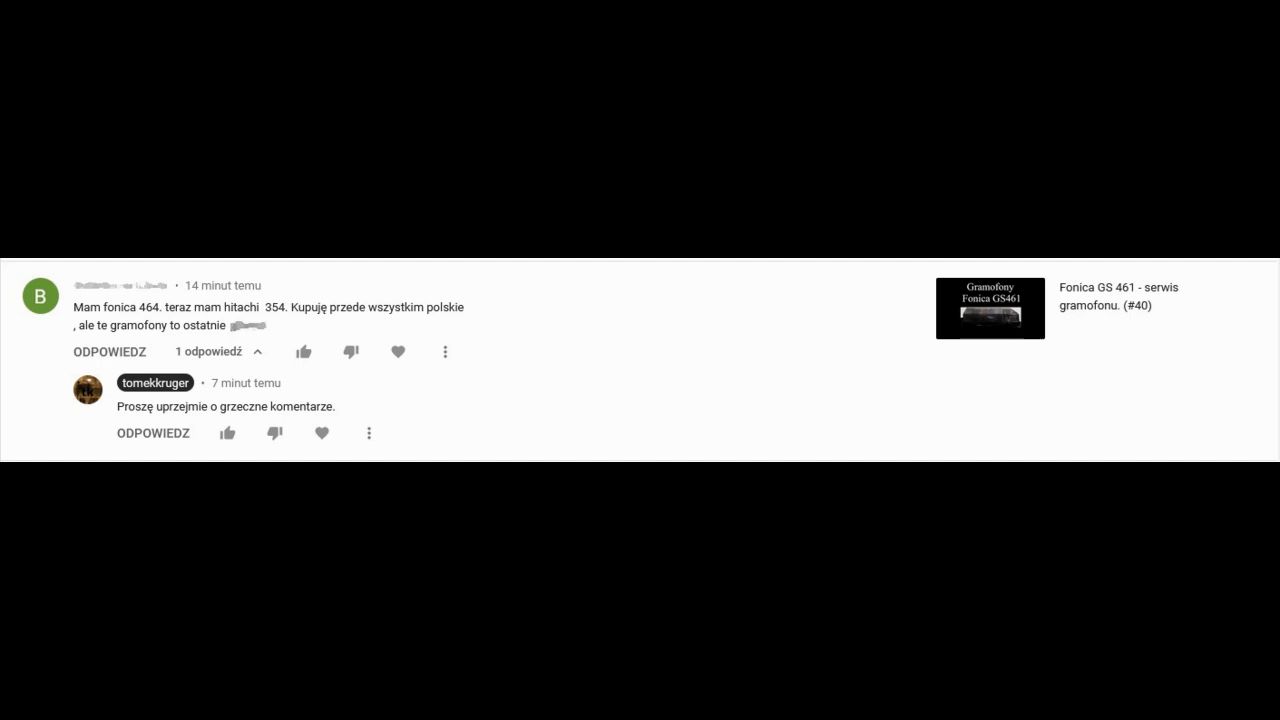 B
14 minut temu
Mam fonica 464. teraz mam hitachi  354. Kupuję przede wszystkim polskie
, ale te gramofony to ostatnie
ODPOWIEDZ
1 odpowiedź
tomekkruger
7 minut temu
Proszę uprzejmie o grzeczne komentarze.
ODPOWIEDZ
Gramofony
Fonica GS461
Fonica GS 461 - serwis
gramofonu. (#40)